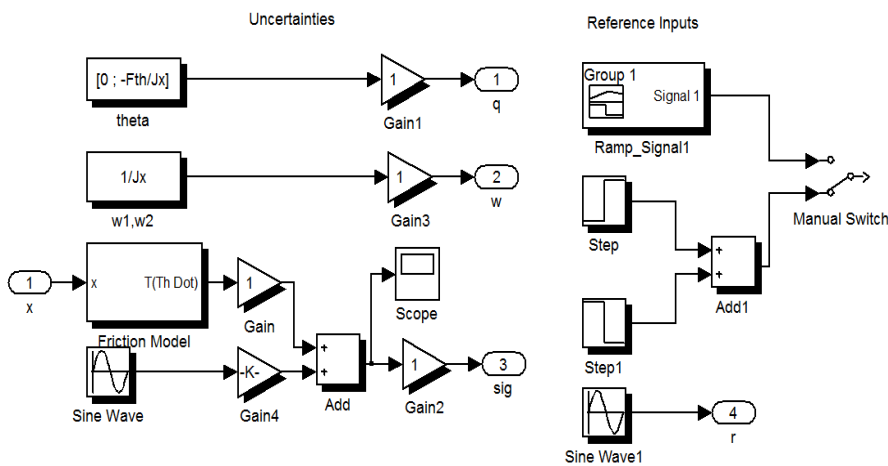 Uncertainties
Reference Inputs
[0 ; -Fth/Jx]
theta
1
Gain1
1
q
1/Jx
w1,w2
1
Gain3
2
w
1
x
x
T(Th Dot)
Friction Model
1
Gain
Scope
Sine Wave
-K-
Gain4
+
+
Add
1
Gain2
3
sig
Group 1
Signal 1
Ramp_Signal1
Manual Switch
Step
+
+
Add1
Step1
Sine Wave1
4
r